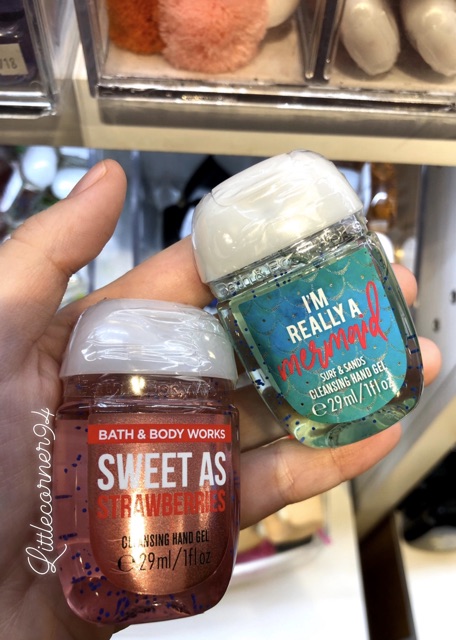 I'M
REALLY A
mermaid
SURF & SANDS
CLEANSING HAND GEL
℮29ml/1fl oz
BATH & BODY WORKS
SWEET AS
STRAWBERRIES
CLEANSING HAND GEL
℮29ml/1fl oz
Littlecorner94